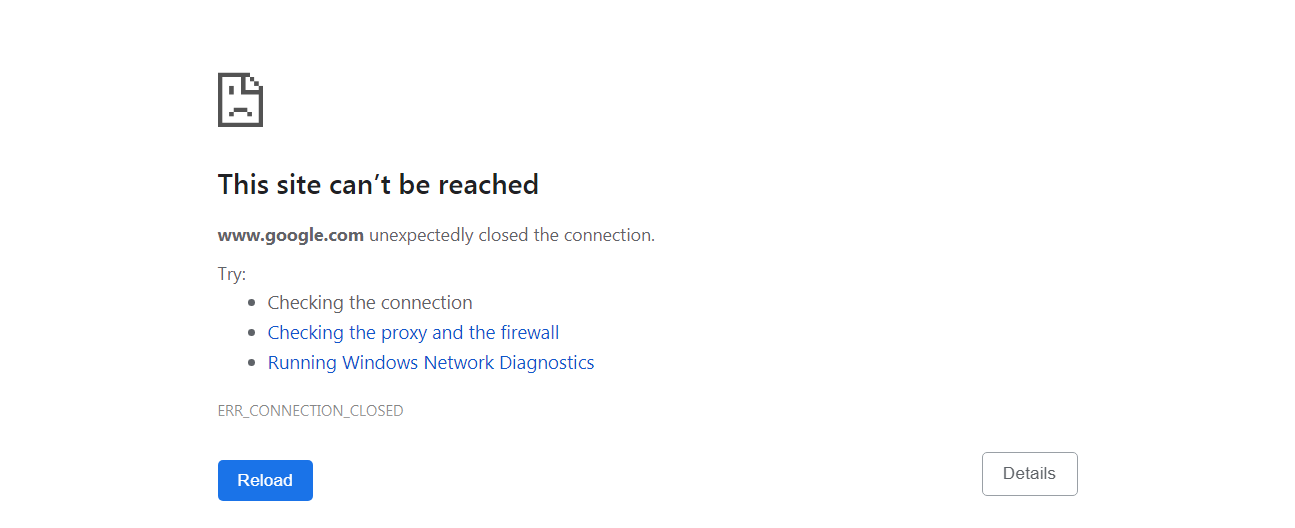 This site can’t be reached
www.google.com unexpectedly closed the connection.
Try:
Checking the connection
Checking the proxy and the firewall
Running Windows Network Diagnostics
ERR_CONNECTION_CLOSED
Reload
Details